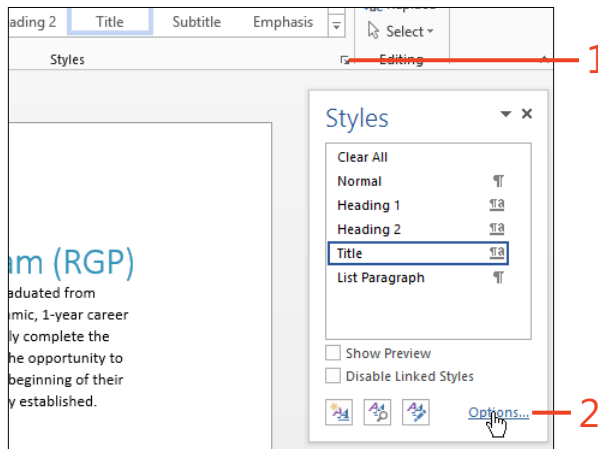 ading 2 Title Subtitle Emphasis
Replace
Select
Styles
Editing
1
Styles
Clear All
Normal ¶
Heading 1 ¶a
Heading 2 ¶a
Title ¶a
List Paragraph ¶
Show Preview
Disable Linked Styles
Options...
2
am (RGP)
aduated from
mic, 1-year career
ly complete the
he opportunity to
beginning of their
y established.